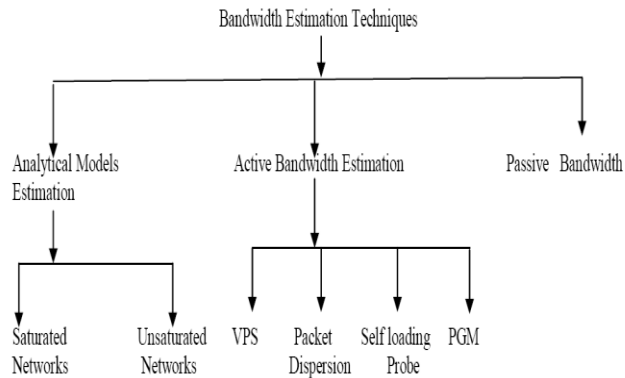 Bandwidth Estimation Techniques
Analytical Models Active Bandwidth Estimation Passive Bandwidth
Estimation
Saturated Unsaturated VPS Packet Self loading PGM
Networks Networks Dispersion Probe